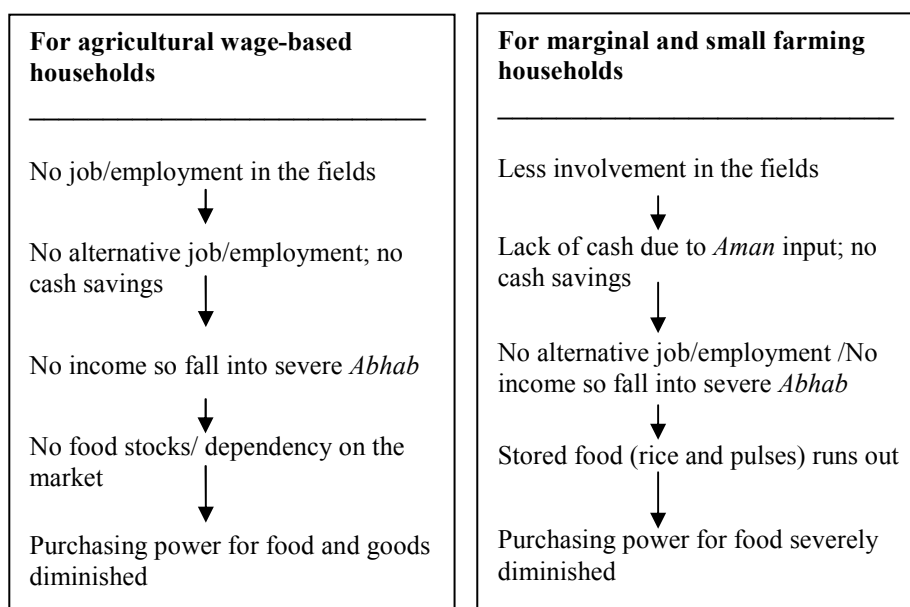 For agricultural wage-based
households
No job/employment in the fields
No alternative job/employment; no
cash savings
No income so fall into severe Abhab
No food stocks/ dependency on the
market
Purchasing power for food and goods
diminished
For marginal and small farming
households
Less involvement in the fields
Lack of cash due to Aman input; no
cash savings
No alternative job/employment /No
income so fall into severe Abhab
Stored food (rice and pulses) runs out
Purchasing power for food severely
diminished